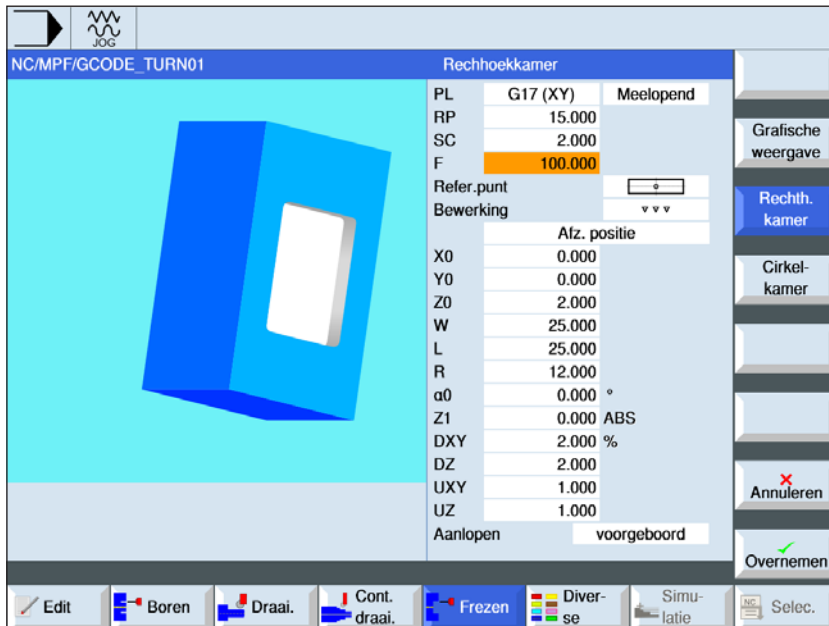 JOG
NC/MPF/GCODE_TURN01
Rechhoekkamer
PL G17 (XY) Meelopend
RP 15.000
SC 2.000
F 100.000
Refer.punt
Bewerking ▿▿▿
Afz. positie
X0 0.000
Y0 0.000
Z0 2.000
W 25.000
L 25.000
R 12.000
α0 0.000 °
Z1 0.000 ABS
DXY 2.000 %
DZ 2.000
UXY 1.000
UZ 1.000
Aanlopen voorgeboord
Grafische
weergave
Rechth.
kamer
Cirkel-
kamer
Annuleren
Overnemen
Edit
Boren
Draai.
Cont.
draai.
Frezen
Diver-
se
Simu-
latie
NC
Selec.